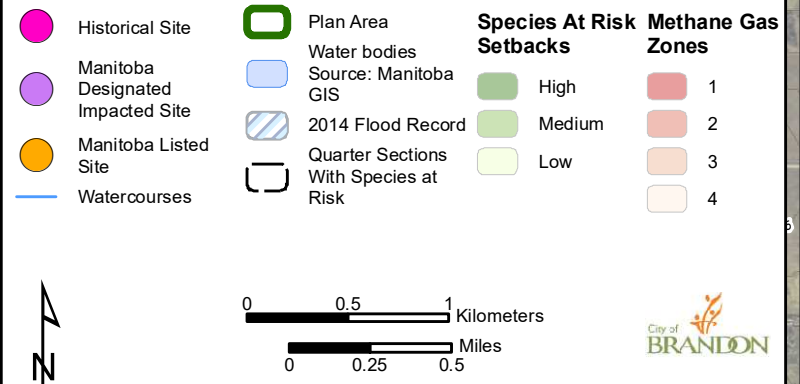 Historical Site
Manitoba
Designated
Impacted Site
Manitoba Listed
Site
Watercourses
Plan Area
Water bodies
Source: Manitoba
GIS
2014 Flood Record
Quarter Sections
With Species at
Risk
Species At Risk
Setbacks
High
Medium
Low
Methane Gas
Zones
1
2
3
4
N
0 0.5 1
Kilometers
Miles
0 0.25 0.5
City of
BRANDON